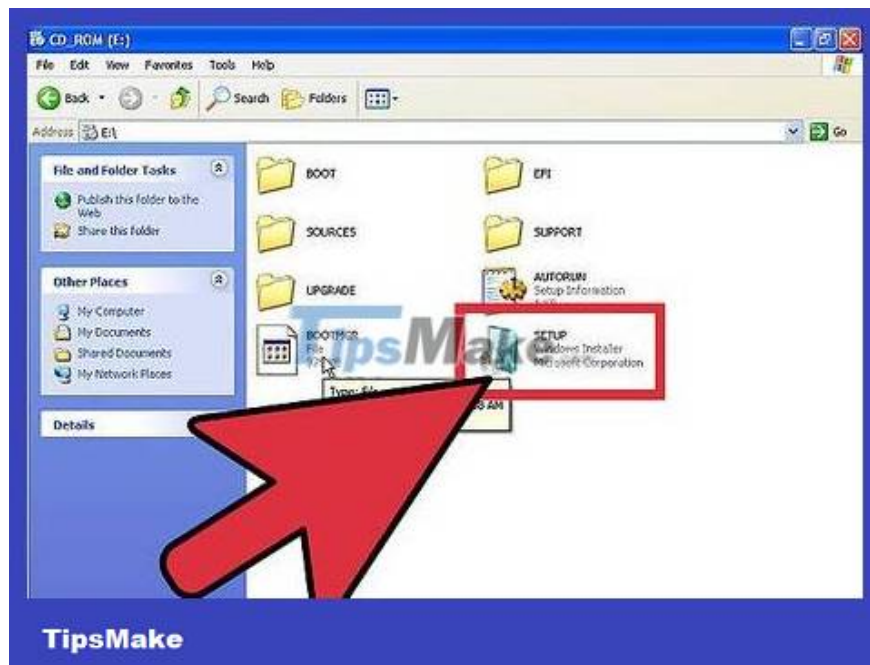 CD_ROM (E:)
File Edit View Favorites Tools Help
Back Search Folders
Address E:\ Go
File and Folder Tasks
Publish this folder to the
Web
Share this folder
Other Places
My Computer
My Documents
Shared Documents
My Network Places
Details
BOOT
EFI
SOURCES
SUPPORT
UPGRADE
AUTORUN
Setup Information
BOOTMGR
File
SETUP
Windows Installer
Microsoft Corporation
TipsMake
TipsMake